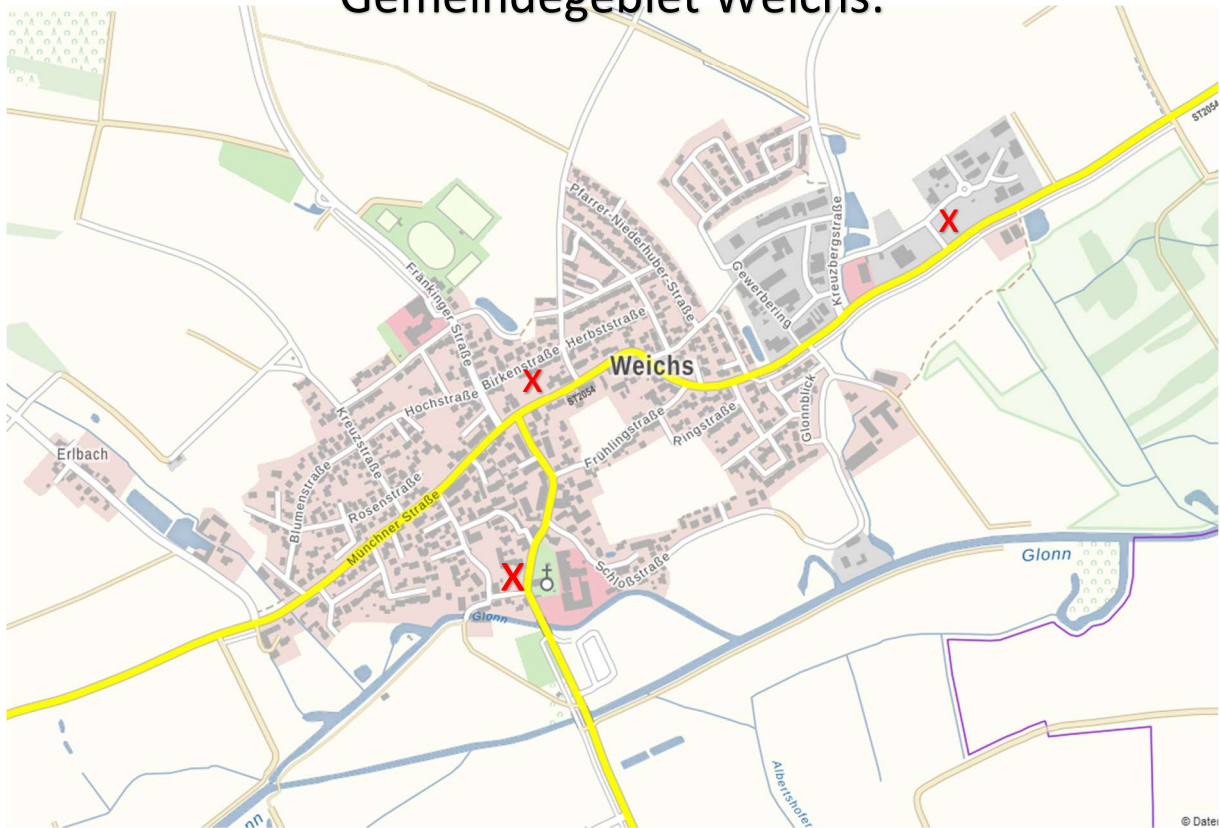 Gemeindegebiet Weichs:
ST2054
Pfarrer-Niederhuber-Straße
Kreuzbergstraße
X
Fränkinger Straße
Gewerbering
Herbststraße
Birkenstraße
Weichs
X
ST2054
Hochstraße
Glonnblick
Kreuzstraße
Frühlingstraße
Ringstraße
Erlbach
Blumenstraße
Rosenstraße
Münchner Straße
Glonn
X
Schloßstraße
Glonn
Albertshofer
© Daten